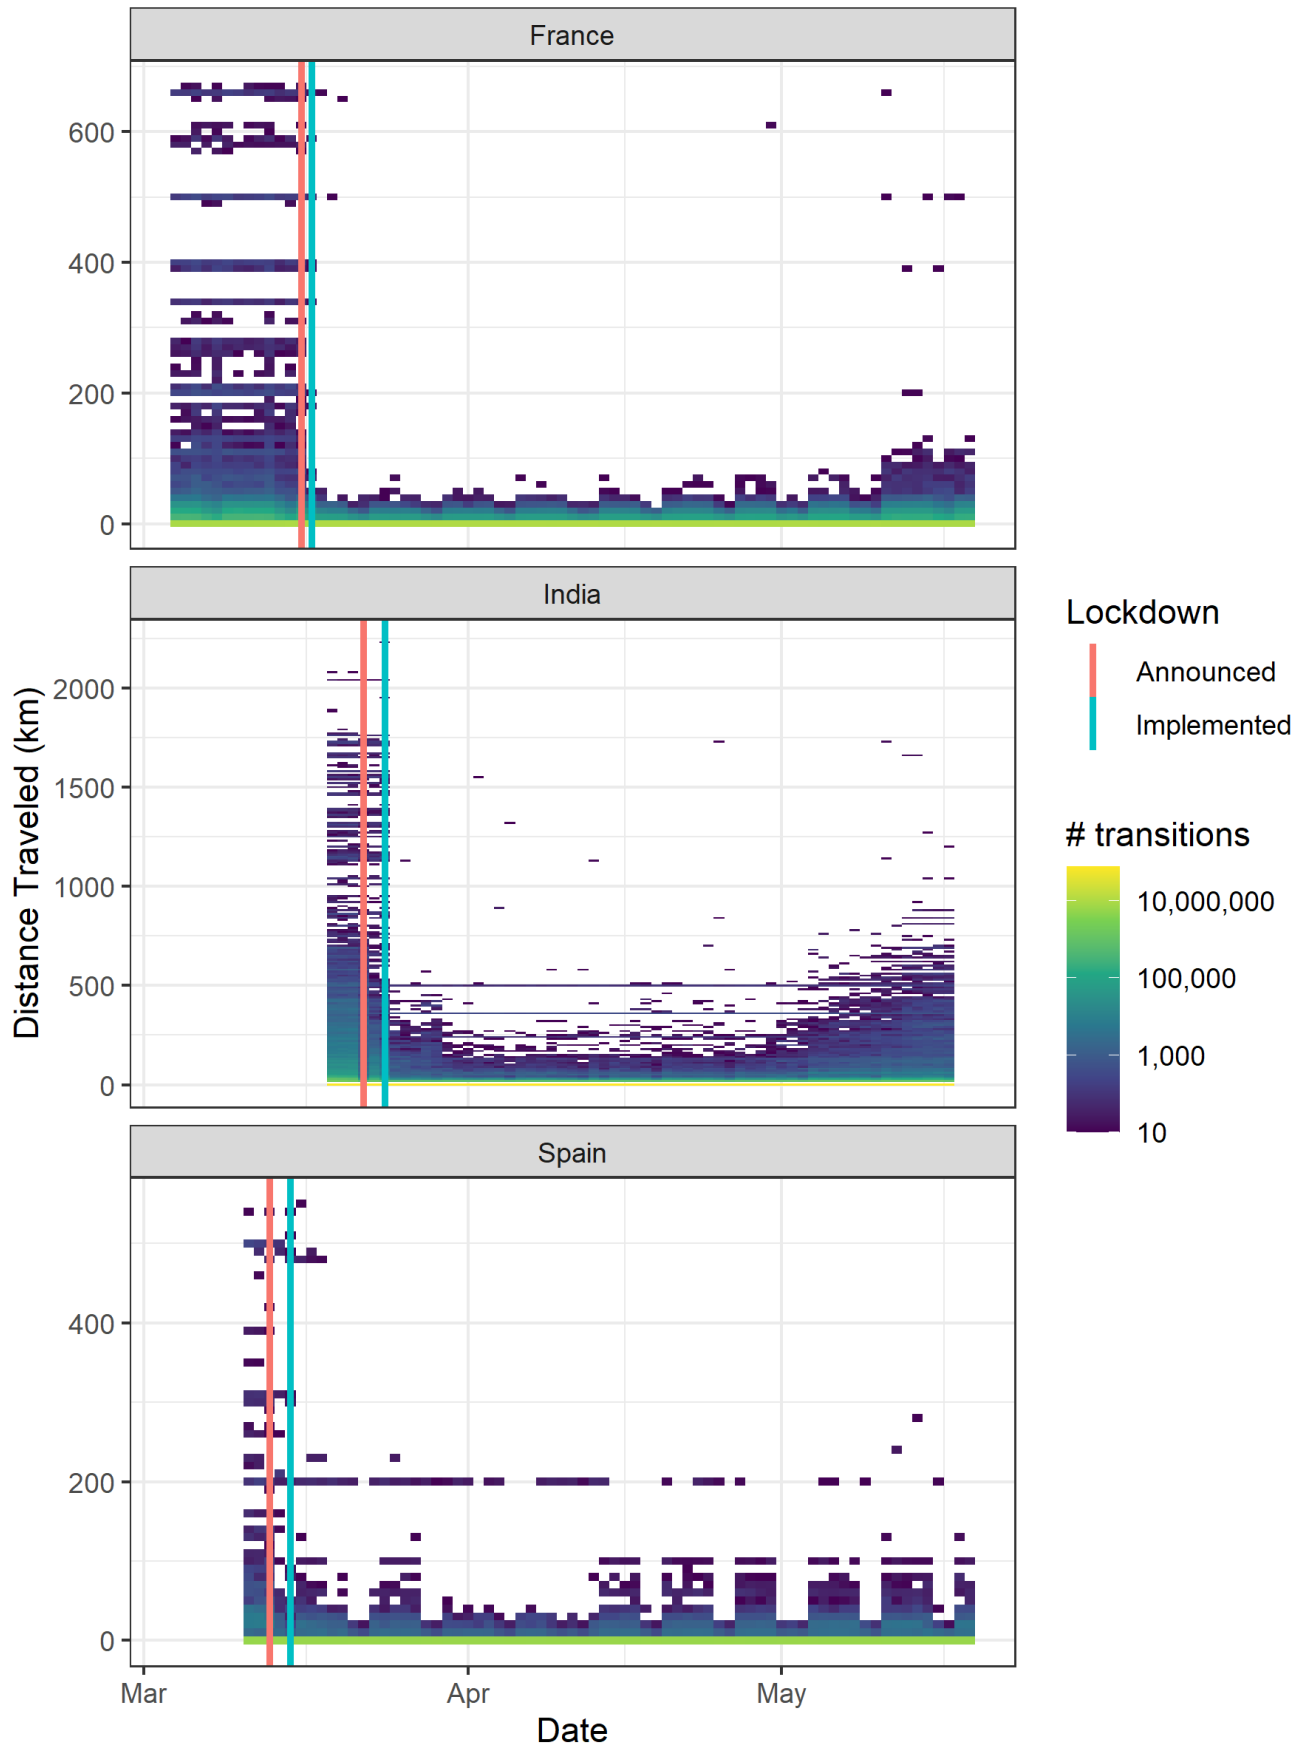 France
600
400
200
0
India
2000
1500
1000
500
0
Distance Traveled (km)
Spain
400
200
0
Mar
Apr
May
Date
Lockdown
Announced
Implemented
# transitions
10,000,000
100,000
1,000
10